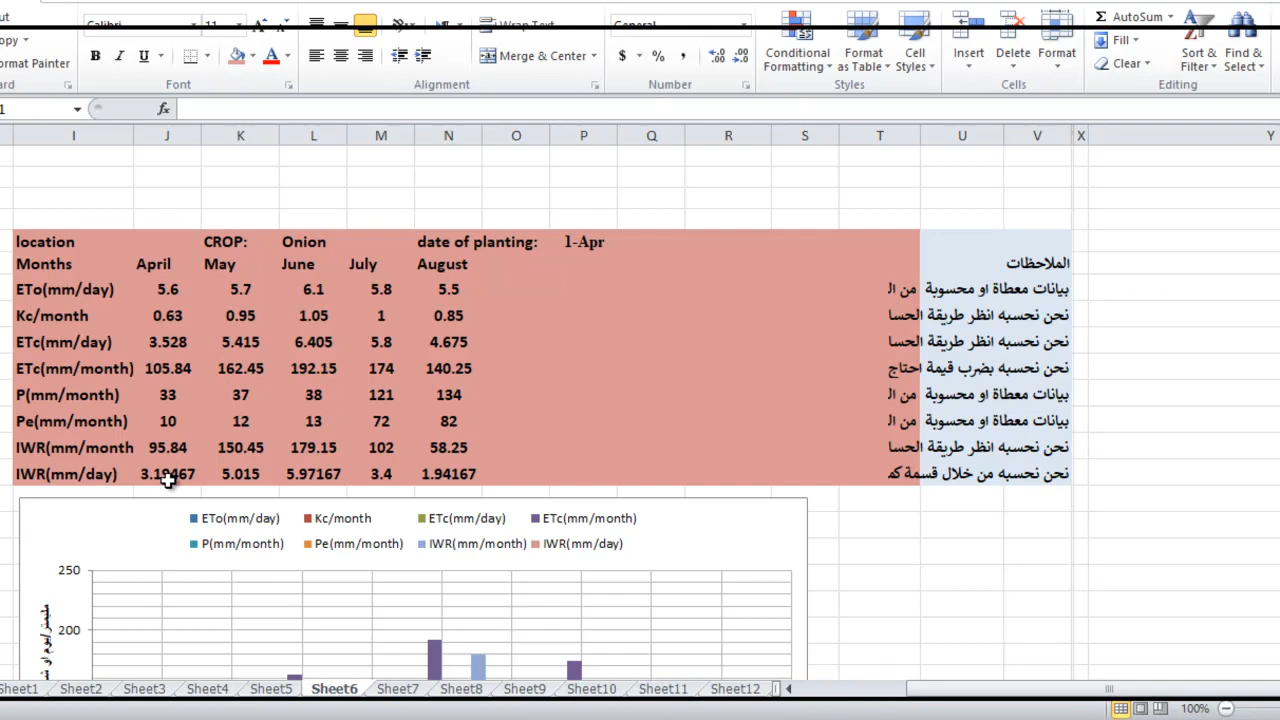 Calibri 11 Wrap Text General AutoSum
Fill
Clear
B I U Merge & Center $ % , Conditional Formatting Format as Table Cell Styles Insert Delete Format Sort & Filter Find & Select
Format Painter
Font Alignment Number Styles Cells Editing
fx
I J K L M N O P Q R S T U V X Y
location CROP: Onion date of planting: 1-Apr
Months April May June July August الملاحظات
ETo(mm/day) 5.6 5.7 6.1 5.8 5.5 بيانات معطاة او محسوبة من ال
Kc/month 0.63 0.95 1.05 1 0.85 نحن نحسبه انظر طريقة الحسا
ETc(mm/day) 3.528 5.415 6.405 5.8 4.675 نحن نحسبه انظر طريقة الحسا
ETc(mm/month) 105.84 162.45 192.15 174 140.25 نحن نحسبه بضرب قيمة احتاج
P(mm/month) 33 37 38 121 134 بيانات معطاة او محسوبة من ال
Pe(mm/month) 10 12 13 72 82 بيانات معطاة او محسوبة من ال
IWR(mm/month 95.84 150.45 179.15 102 58.25 نحن نحسبه انظر طريقة الحسا
IWR(mm/day) 3.19467 5.015 5.97167 3.4 1.94167 نحن نحسبه من خلال قسمة كم
ETo(mm/day) Kc/month ETc(mm/day) ETc(mm/month)
P(mm/month) Pe(mm/month) IWR(mm/month) IWR(mm/day)
250
200
مليمتر/يوم او ش
Sheet1 Sheet2 Sheet3 Sheet4 Sheet5 Sheet6 Sheet7 Sheet8 Sheet9 Sheet10 Sheet11 Sheet12
100%